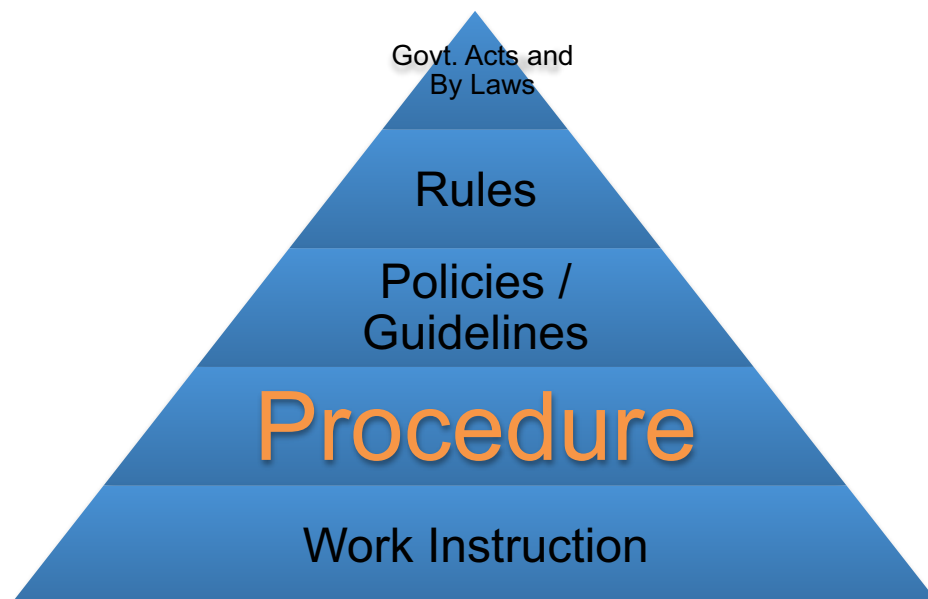 Govt. Acts and
By Laws
Rules
Policies /
Guidelines
Procedure
Work Instruction